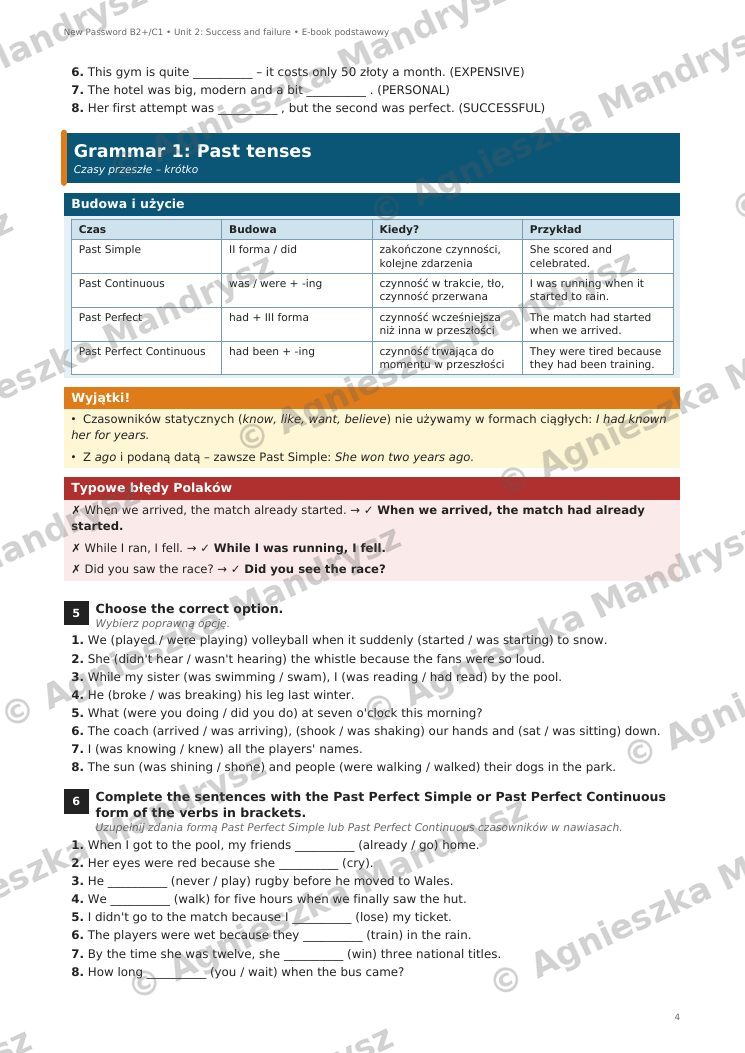 New Password B2+/C1 • Unit 2: Success and failure • E-book podstawowy
6. This gym is quite __________ – it costs only 50 złoty a month. (EXPENSIVE)
7. The hotel was big, modern and a bit __________ . (PERSONAL)
8. Her first attempt was __________ , but the second was perfect. (SUCCESSFUL)
Grammar 1: Past tenses
Czasy przeszłe – krótko
Budowa i użycie
Czas Budowa Kiedy? Przykład
Past Simple II forma / did zakończone czynności, She scored and
kolejne zdarzenia celebrated.
Past Continuous was / were + -ing czynność w trakcie, tło, I was running when it
czynność przerwana started to rain.
Past Perfect had + III forma czynność wcześniejsza The match had started
niż inna w przeszłości when we arrived.
Past Perfect Continuous had been + -ing czynność trwająca do They were tired because
momentu w przeszłości they had been training.
Wyjątki!
• Czasowników statycznych (know, like, want, believe) nie używamy w formach ciągłych: I had known
her for years.
• Z ago i podaną datą – zawsze Past Simple: She won two years ago.
Typowe błędy Polaków
✗ When we arrived, the match already started. → ✓ When we arrived, the match had already
started.
✗ While I ran, I fell. → ✓ While I was running, I fell.
✗ Did you saw the race? → ✓ Did you see the race?
5 Choose the correct option.
Wybierz poprawną opcję.
1. We (played / were playing) volleyball when it suddenly (started / was starting) to snow.
2. She (didn't hear / wasn't hearing) the whistle because the fans were so loud.
3. While my sister (was swimming / swam), I (was reading / had read) by the pool.
4. He (broke / was breaking) his leg last winter.
5. What (were you doing / did you do) at seven o'clock this morning?
6. The coach (arrived / was arriving), (shook / was shaking) our hands and (sat / was sitting) down.
7. I (was knowing / knew) all the players' names.
8. The sun (was shining / shone) and people (were walking / walked) their dogs in the park.
6 Complete the sentences with the Past Perfect Simple or Past Perfect Continuous
form of the verbs in brackets.
Uzupełnij zdania formą Past Perfect Simple lub Past Perfect Continuous czasowników w nawiasach.
1. When I got to the pool, my friends __________ (already / go) home.
2. Her eyes were red because she __________ (cry).
3. He __________ (never / play) rugby before he moved to Wales.
4. We __________ (walk) for five hours when we finally saw the hut.
5. I didn't go to the match because I __________ (lose) my ticket.
6. The players were wet because they __________ (train) in the rain.
7. By the time she was twelve, she __________ (win) three national titles.
8. How long __________ (you / wait) when the bus came?
4
© Agnieszka Mandrysz